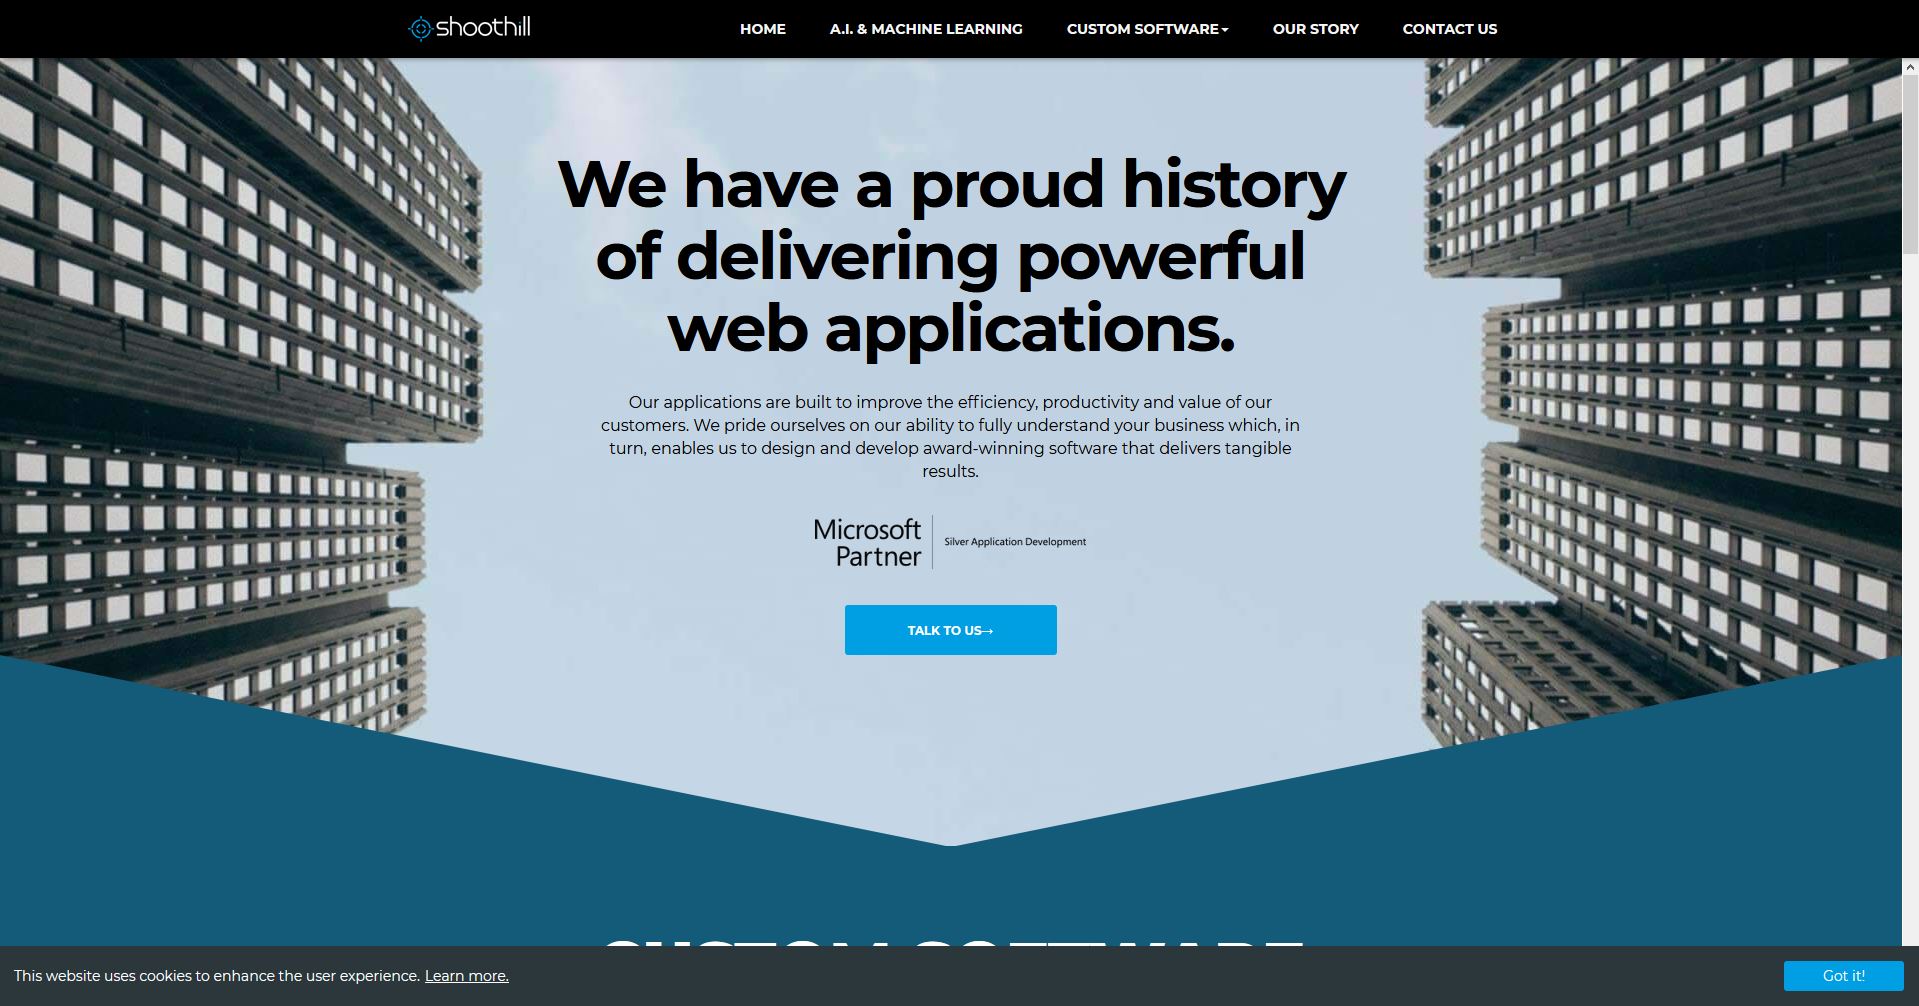 shoothill
HOME
A.I. & MACHINE LEARNING
CUSTOM SOFTWARE
OUR STORY
CONTACT US
We have a proud history
of delivering powerful
web applications.
Our applications are built to improve the efficiency, productivity and value of our
customers. We pride ourselves on our ability to fully understand your business which, in
turn, enables us to design and develop award-winning software that delivers tangible
results.
Microsoft
Partner
Silver Application Development
TALK TO US→
CUSTOM SOFTWARE
This website uses cookies to enhance the user experience. Learn more.
Got it!